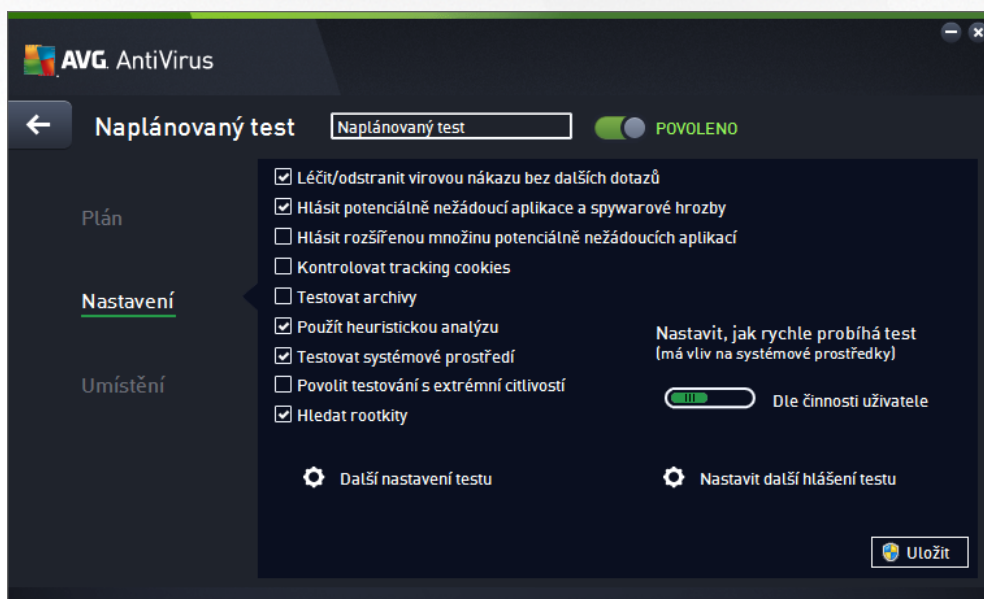 AVG. AntiVirus
Naplánovaný test
Naplánovaný test
POVOLENO
Plán
Nastavení
Umístění
Léčit/odstranit virovou nákazu bez dalších dotazů
Hlásit potenciálně nežádoucí aplikace a spywarové hrozby
Hlásit rozšířenou množinu potenciálně nežádoucích aplikací
Kontrolovat tracking cookies
Testovat archivy
Použít heuristickou analýzu
Testovat systémové prostředí
Povolit testování s extrémní citlivostí
Hledat rootkity
Nastavit, jak rychle probíhá test
(má vliv na systémové prostředky)
Dle činnosti uživatele
Další nastavení testu
Nastavit další hlášení testu
Uložit